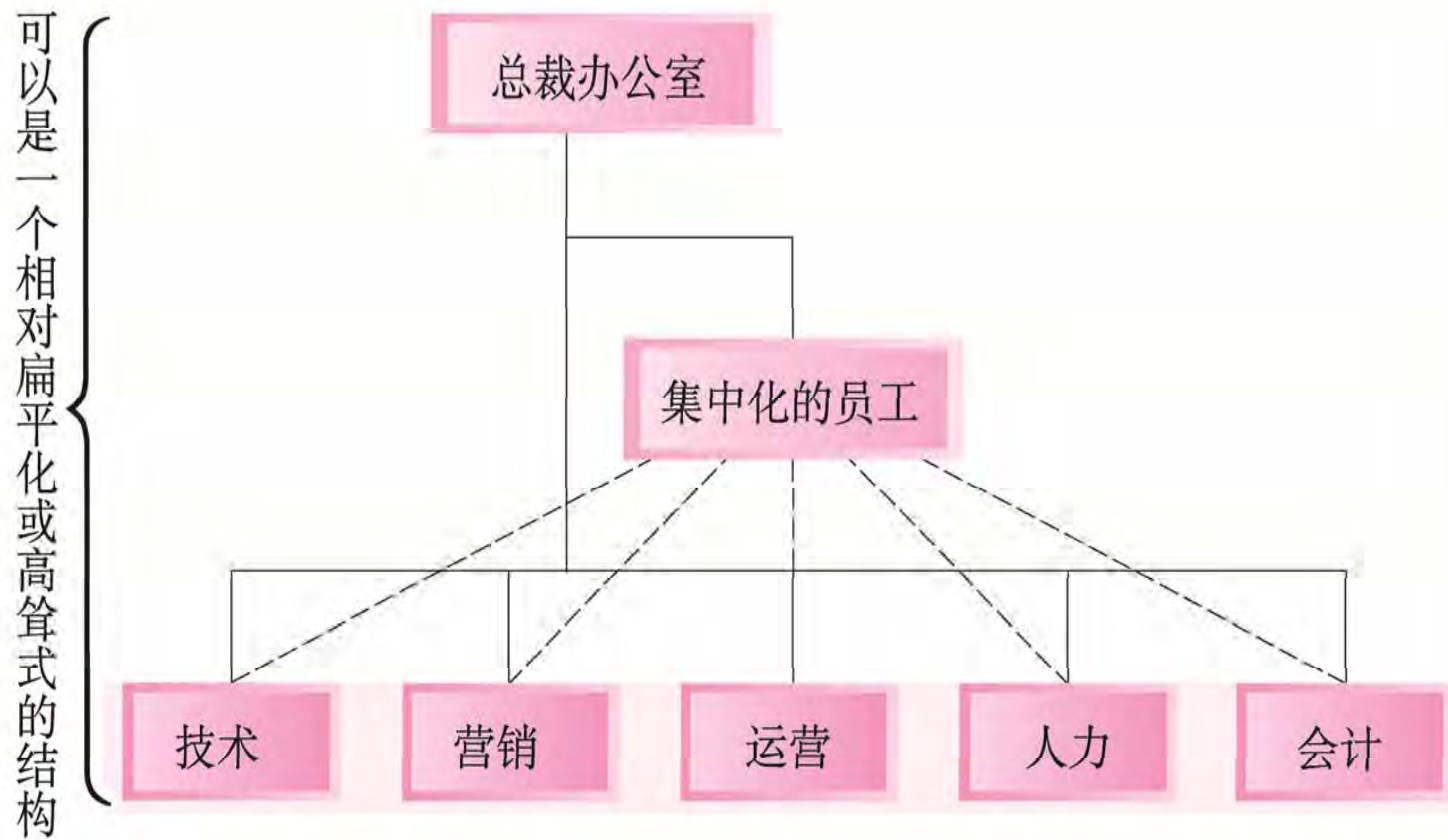 可以是一个相对扁平化或高耸式的结构
总裁办公室
集中化的员工
技术
营销
运营
人力
会计